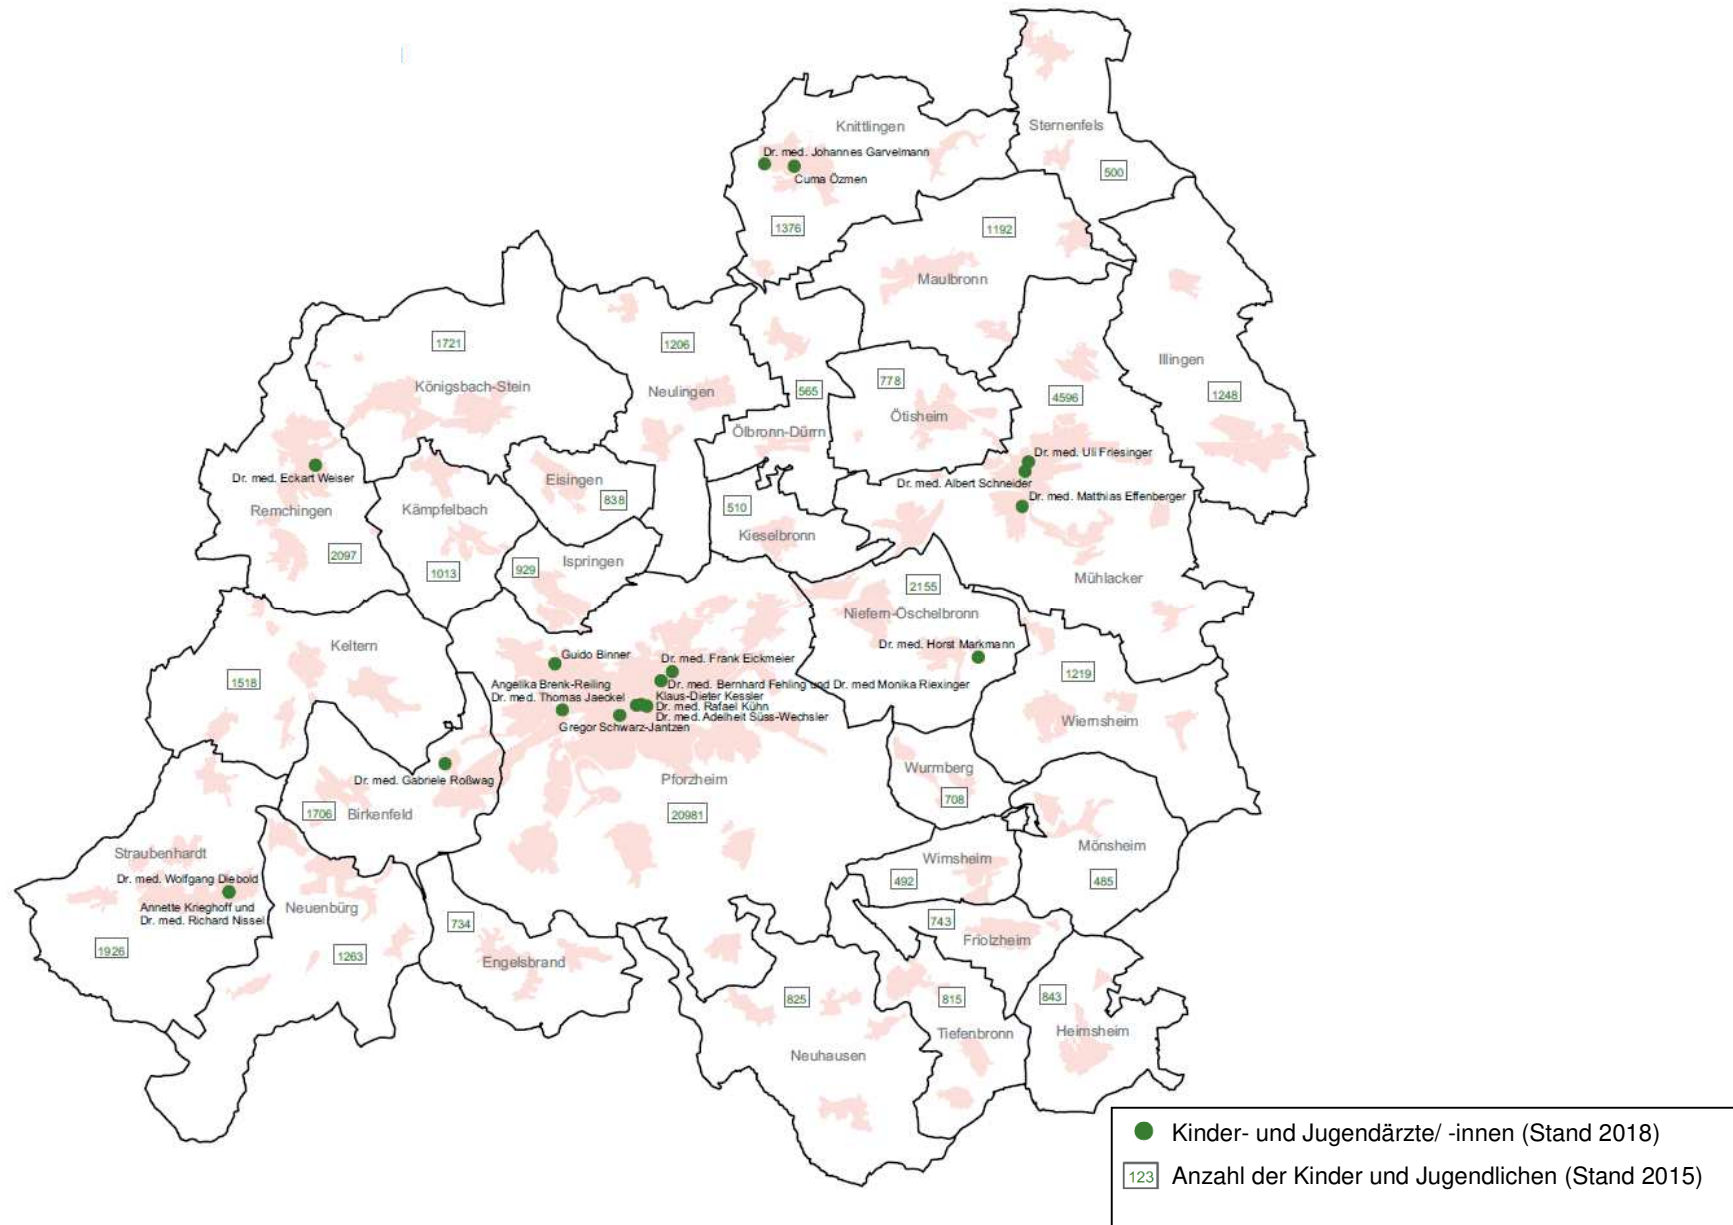 Knittlingen
Sternenfels
Dr. med. Johannes Garvelmann
Cuma Özmen
500
1376
1192
Maulbronn
1721
1206
Illingen
Königsbach-Stein
Neulingen
565
778
4596
1248
Ötisheim
Ölbronn-Dürrn
Dr. med. Uli Friesinger
Dr. med. Eckart Weiser
Eisingen
838
Dr. med. Albert Schneider
Dr. med. Matthias Effenberger
Remchingen
Kämpfelbach
510
Kieselbronn
2097
1013
929
Ispringen
Mühlacker
2155
Niefern-Öschelbronn
Keltern
Dr. med. Horst Markmann
Guido Binner
Dr. med. Frank Eickmeier
1518
1219
Angelika Brenk-Reiling
Dr. med. Bernhard Fehling und Dr. med Monika Riexinger
Dr. med. Thomas Jaeckel
Klaus-Dieter Kessler
Dr. med. Rafael Kühn
Dr. med. Adelheit Süss-Wechsler
Gregor Schwarz-Jantzen
Wiernsheim
Dr. med. Gabriele Roßwag
Pforzheim
Wurmberg
708
1706
Birkenfeld
20981
Straubenhardt
Mönsheim
Wimsheim
Dr. med. Wolfgang Diebold
492
485
Annette Krieghoff und
Dr. med. Richard Nissel
Neuenbürg
734
743
Friolzheim
1926
1263
Engelsbrand
825
815
843
Tiefenbronn
Heimsheim
Neuhausen
Kinder- und Jugendärzte/ -innen (Stand 2018)
123 Anzahl der Kinder und Jugendlichen (Stand 2015)